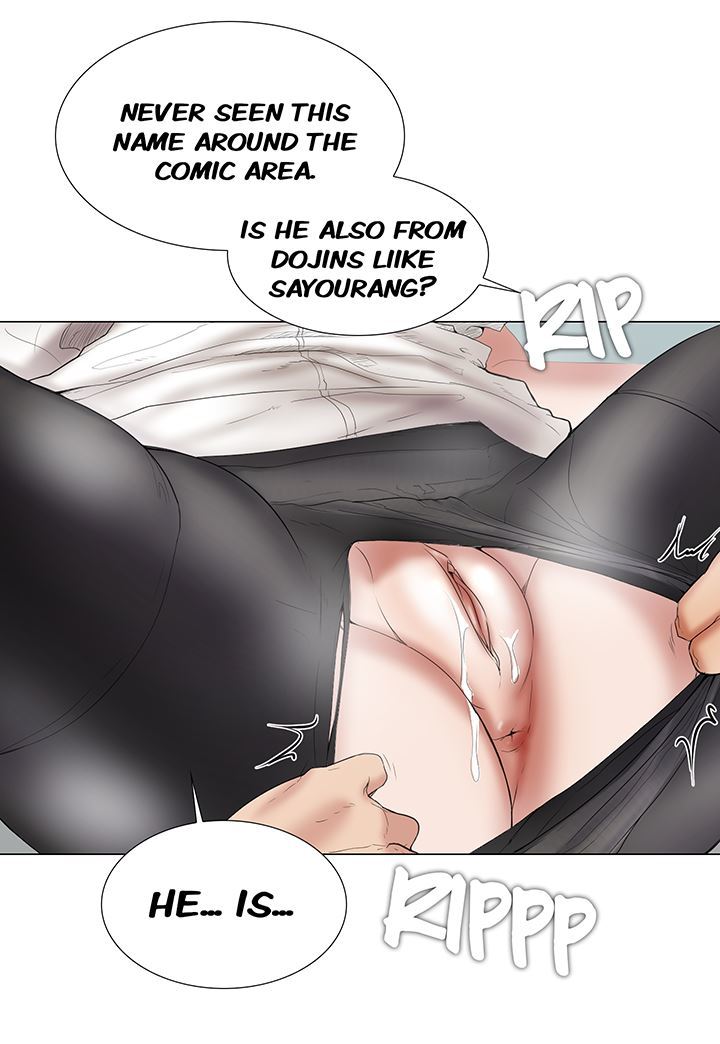 NEVER SEEN THIS
NAME AROUND THE
COMIC AREA.
IS HE ALSO FROM
DOJINS LIIKE
SAYOURANG?
RIP
HE... IS...
RIPPP